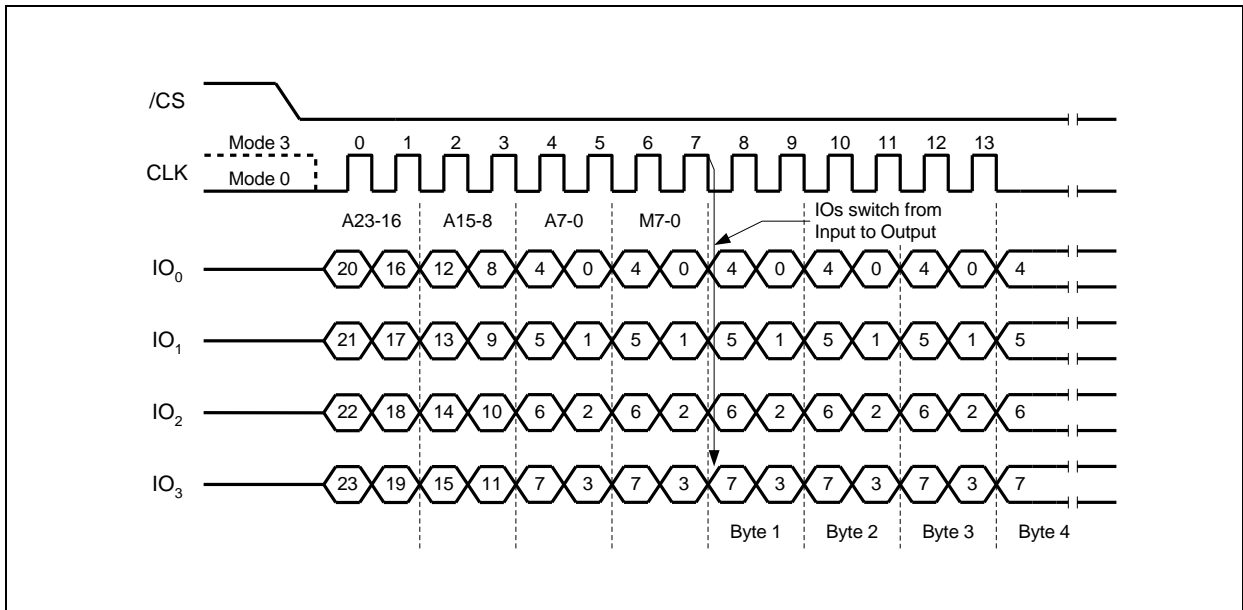 /CS
Mode 3 0 1 2 3 4 5 6 7 8 9 10 11 12 13
CLK
Mode 0
A23-16 A15-8 A7-0 M7-0
IOs switch from
Input to Output
IO0 20 16 12 8 4 0 4 0 4 0 4 0 4 0 4
IO1 21 17 13 9 5 1 5 1 5 1 5 1 5 1 5
IO2 22 18 14 10 6 2 6 2 6 2 6 2 6 2 6
IO3 23 19 15 11 7 3 7 3 7 3 7 3 7 3 7
Byte 1 Byte 2 Byte 3 Byte 4